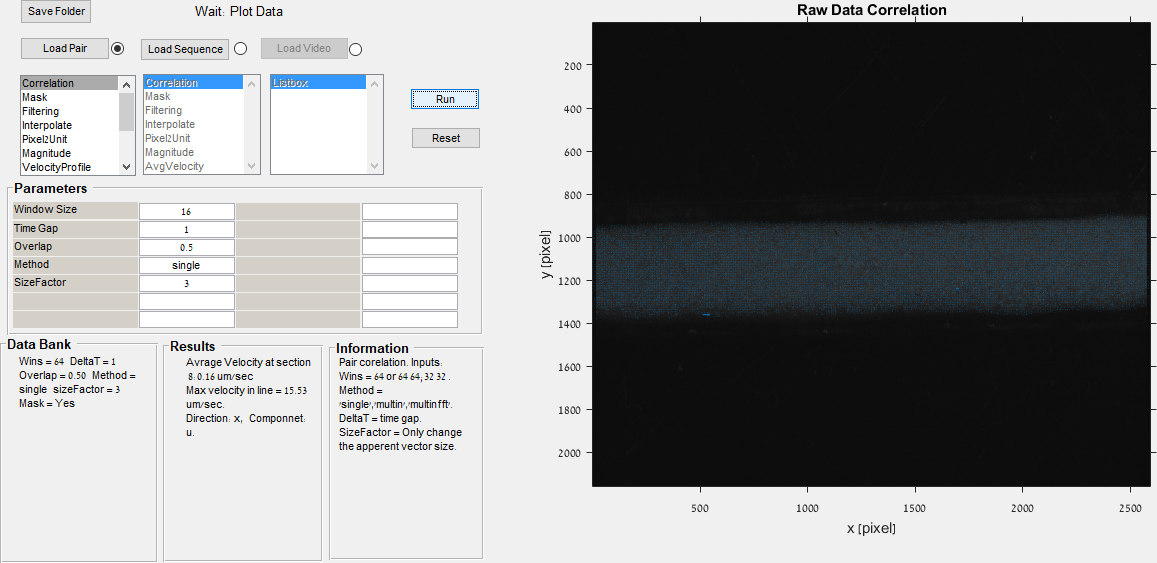 Save Folder
Wait: Plot Data
Load Pair
Load Sequence
Load Video
Correlation
Mask
Filtering
Interpolate
Pixel2Unit
Magnitude
VelocityProfile
Correlation
Mask
Filtering
Interpolate
Pixel2Unit
Magnitude
AvgVelocity
Listbox
Run
Reset
Parameters
Window Size 16
Time Gap 1
Overlap 0.5
Method single
SizeFactor 3
Data Bank
Wins = 64 DeltaT = 1
Overlap = 0.50 Method =
single sizeFactor = 3
Mask = Yes
Results
Avrage Velocity at section
8: 0.16 um/sec
Max velocity in line = 15.53
um/sec.
Direction: x, Componnet:
u.
Information
Pair corelation. Inputs:
Wins = 64 or 64 64; 32 32 .
Method =
'single','multin','multinfft'.
DeltaT = time gap.
SizeFactor = Only change
the apperent vector size.
Raw Data Correlation
200
400
600
800
1000
1200
1400
1600
1800
2000
y [pixel]
500 1000 1500 2000 2500
x [pixel]